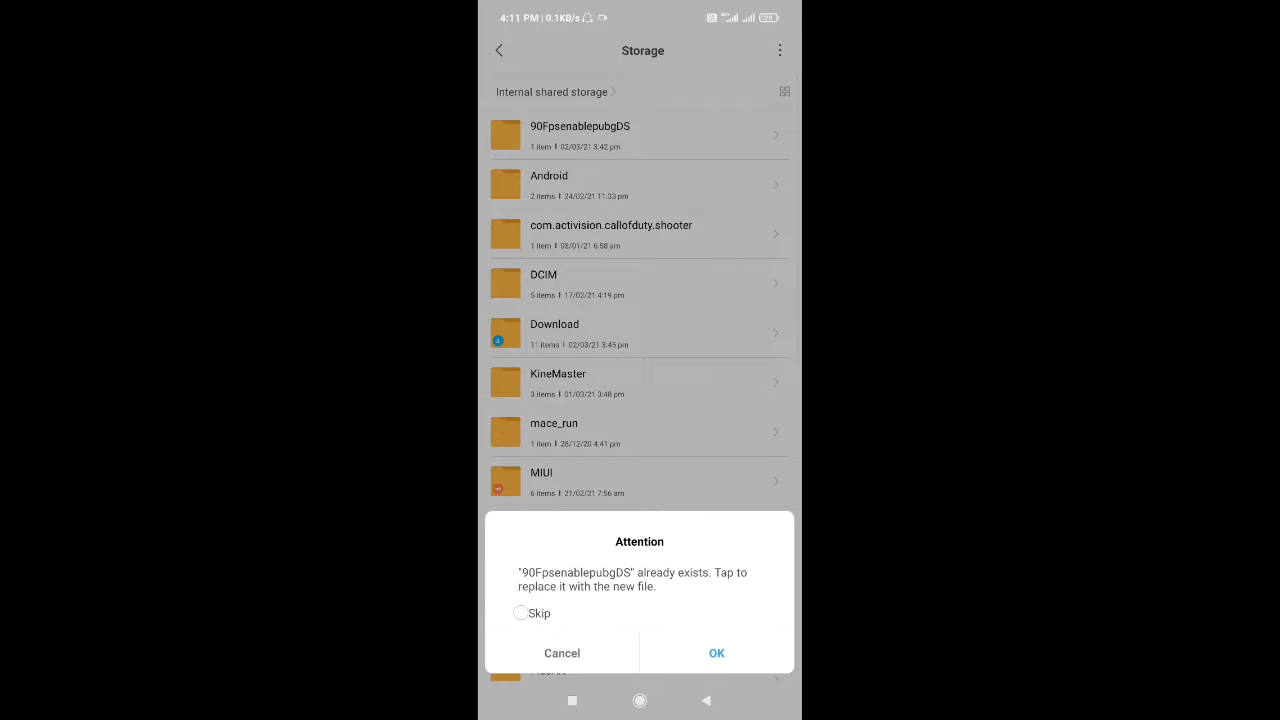 4:11 PM | 0.1KB/s
Storage
Internal shared storage
90FpsenablepubgDS
1 item | 02/03/21 3:42 pm
Android
2 items | 24/02/21 11:33 pm
com.activision.callofduty.shooter
1 item | 08/01/21 6:58 am
DCIM
5 items | 17/02/21 4:19 pm
Download
11 items | 02/03/21 3:45 pm
KineMaster
3 items | 01/03/21 3:48 pm
mace_run
1 item | 28/12/20 4:41 pm
MIUI
6 items | 21/02/21 7:56 am
Attention
"90FpsenablepubgDS" already exists. Tap to
replace it with the new file.
Skip
Cancel OK